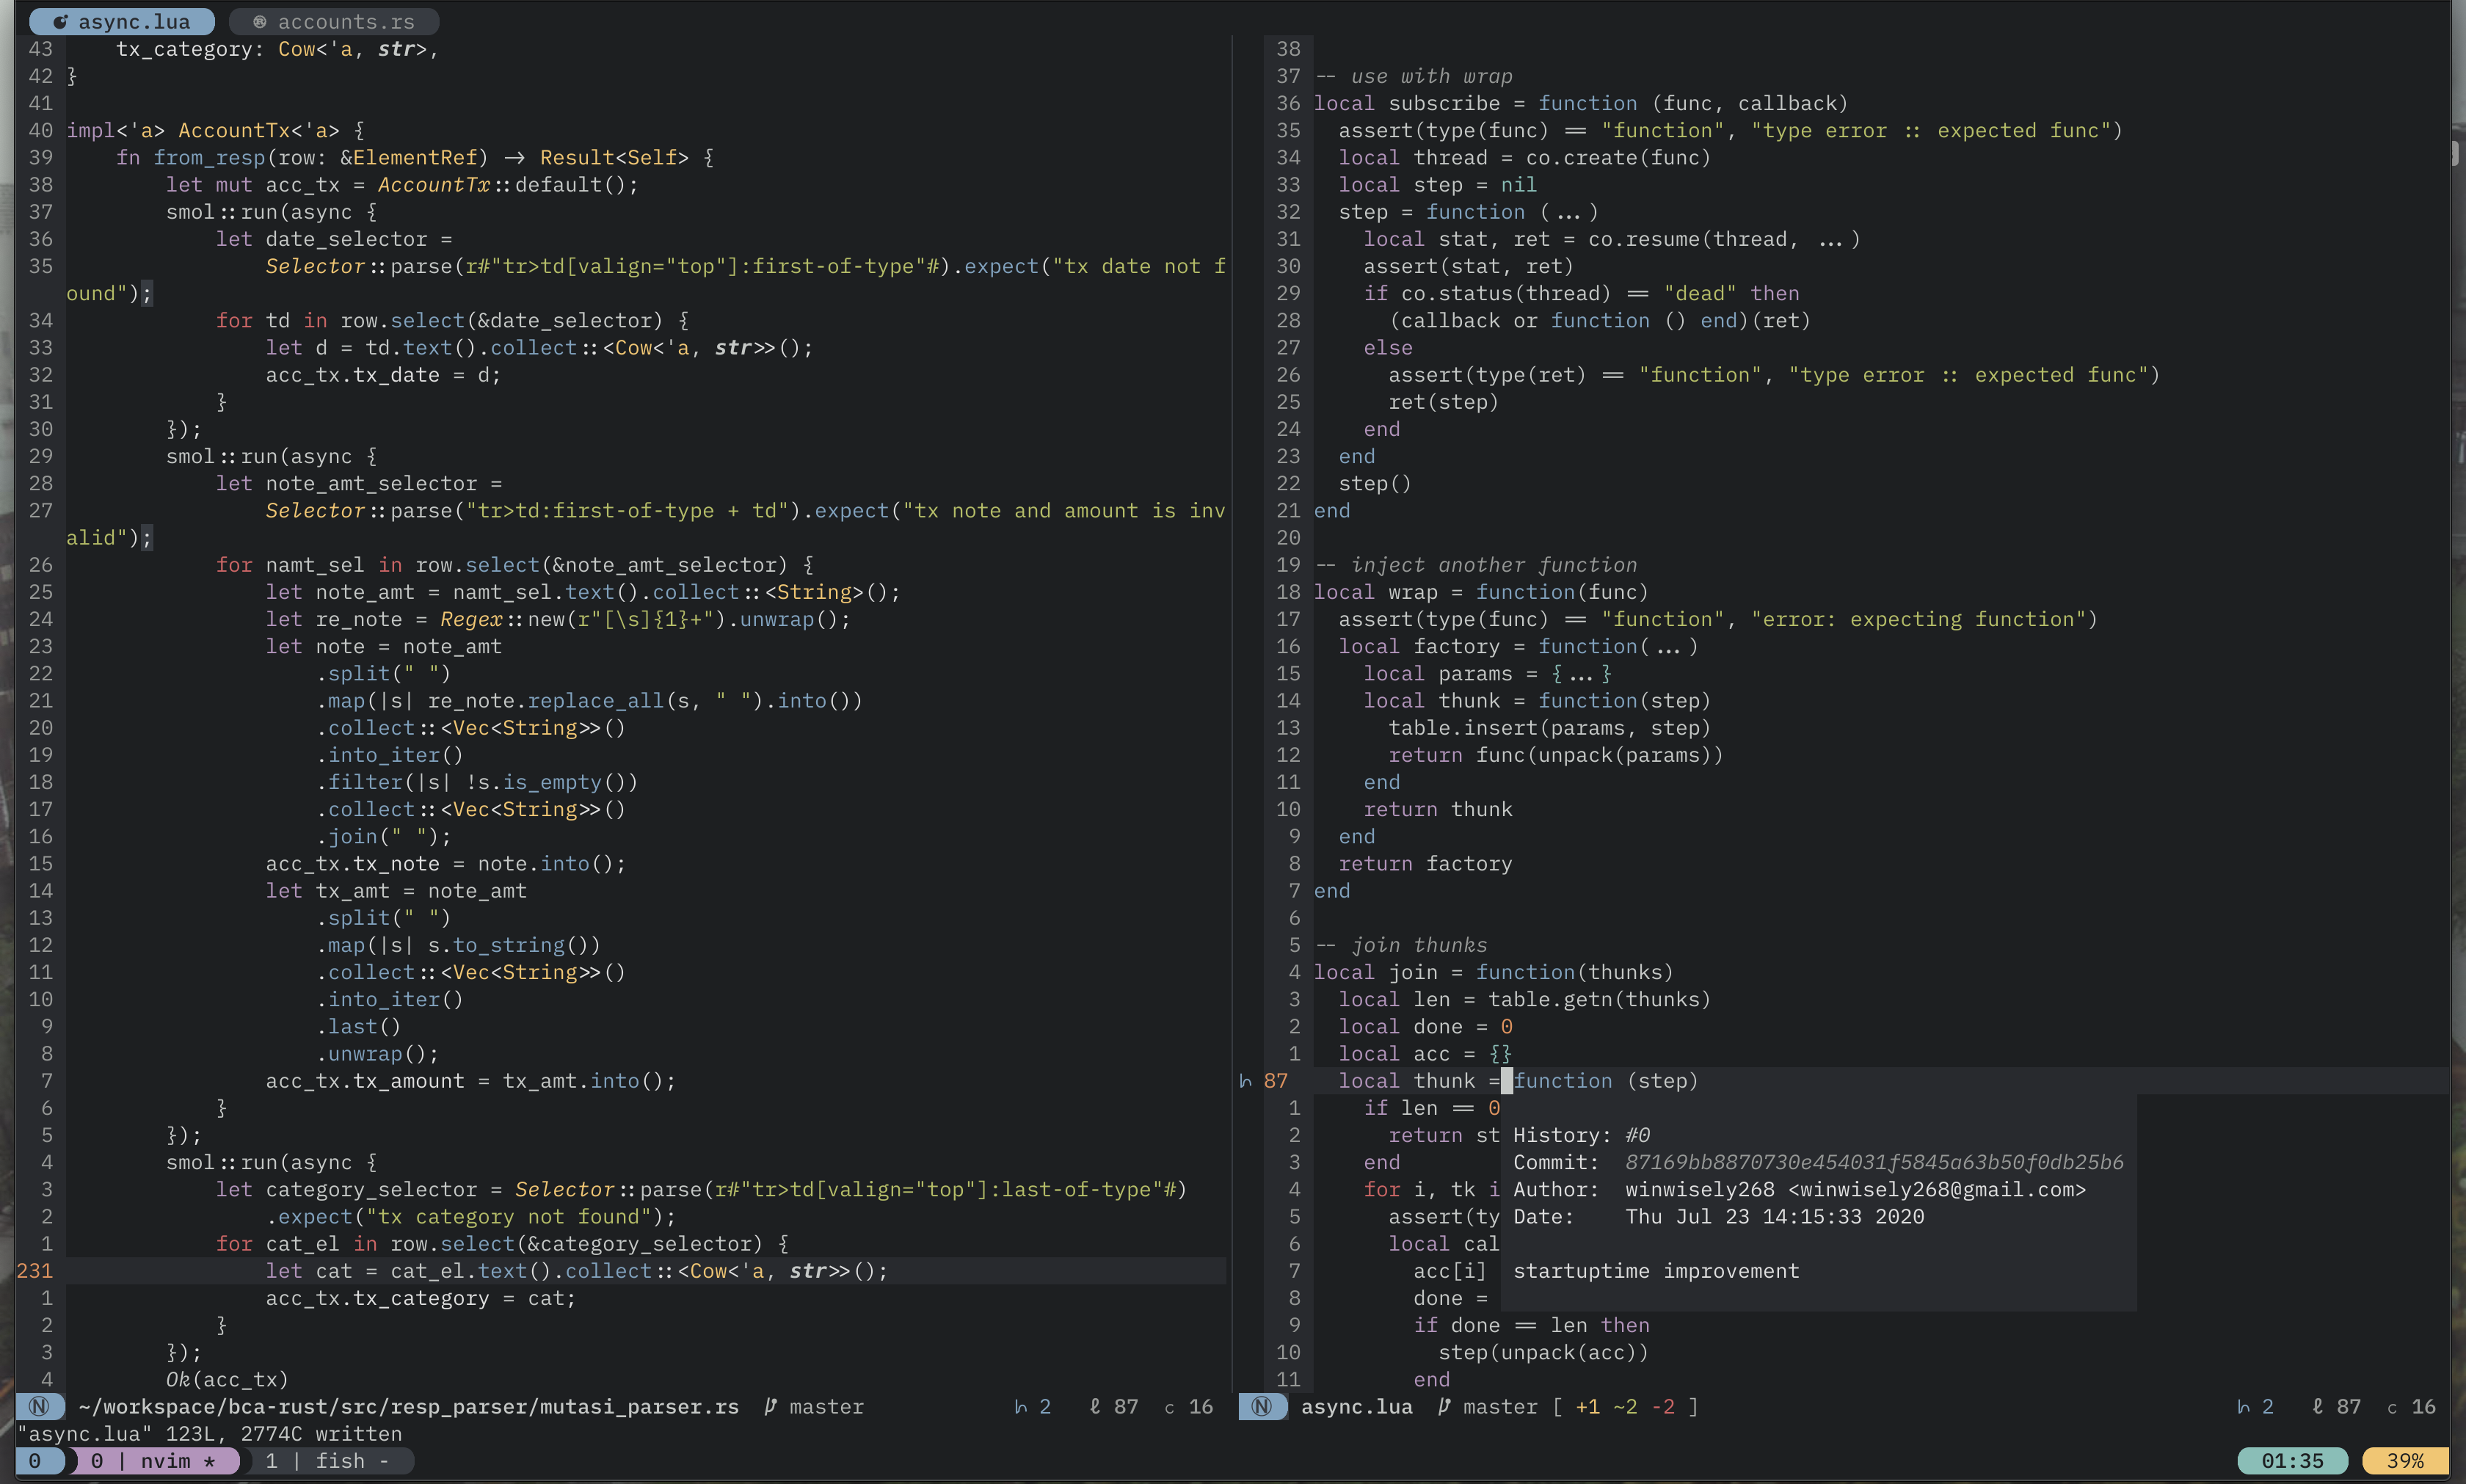 async.lua accounts.rs
43 tx_category: Cow<'a, str>,
42 }
41
40 impl<'a> AccountTx<'a> {
39 fn from_resp(row: &ElementRef) -> Result<Self> {
38 let mut acc_tx = AccountTx::default();
37 smol::run(async {
36 let date_selector =
35 Selector::parse(r#"tr>td[valign="top"]:first-of-type"#).expect("tx date not f
ound");
34 for td in row.select(&date_selector) {
33 let d = td.text().collect::<Cow<'a, str>>();
32 acc_tx.tx_date = d;
31 }
30 });
29 smol::run(async {
28 let note_amt_selector =
27 Selector::parse("tr>td:first-of-type + td").expect("tx note and amount is inv
alid");
26 for namt_sel in row.select(&note_amt_selector) {
25 let note_amt = namt_sel.text().collect::<String>();
24 let re_note = Regex::new(r"[\s]{1}+").unwrap();
23 let note = note_amt
22 .split(" ")
21 .map(|s| re_note.replace_all(s, " ").into())
20 .collect::<Vec<String>>()
19 .into_iter()
18 .filter(|s| !s.is_empty())
17 .collect::<Vec<String>>()
16 .join(" ");
15 acc_tx.tx_note = note.into();
14 let tx_amt = note_amt
13 .split(" ")
12 .map(|s| s.to_string())
11 .collect::<Vec<String>>()
10 .into_iter()
9 .last()
8 .unwrap();
7 acc_tx.tx_amount = tx_amt.into();
6 }
5 });
4 smol::run(async {
3 let category_selector = Selector::parse(r#"tr>td[valign="top"]:last-of-type"#)
2 .expect("tx category not found");
1 for cat_el in row.select(&category_selector) {
231 let cat = cat_el.text().collect::<Cow<'a, str>>();
1 acc_tx.tx_category = cat;
2 }
3 });
4 Ok(acc_tx)
Ⓝ ~/workspace/bca-rust/src/resp_parser/mutasi_parser.rs master 2 ℓ 87 c 16
38
37 -- use with wrap
36 local subscribe = function (func, callback)
35 assert(type(func) == "function", "type error :: expected func")
34 local thread = co.create(func)
33 local step = nil
32 step = function (...)
31 local stat, ret = co.resume(thread, ...)
30 assert(stat, ret)
29 if co.status(thread) == "dead" then
28 (callback or function () end)(ret)
27 else
26 assert(type(ret) == "function", "type error :: expected func")
25 ret(step)
24 end
23 end
22 step()
21 end
20
19 -- inject another function
18 local wrap = function(func)
17 assert(type(func) == "function", "error: expecting function")
16 local factory = function(...)
15 local params = {...}
14 local thunk = function(step)
13 table.insert(params, step)
12 return func(unpack(params))
11 end
10 return thunk
9 end
8 return factory
7 end
6
5 -- join thunks
4 local join = function(thunks)
3 local len = table.getn(thunks)
2 local done = 0
1 local acc = {}
87 local thunk = function (step)
1 if len == 0
2 return st
3 end
4 for i, tk i
5 assert(ty
6 local cal
7 acc[i]
8 done =
9 if done == len then
10 step(unpack(acc))
11 end
History: #0
Commit: 87169bb8870730e454031f5845a63b50f0db25b6
Author: winwisely268 <winwisely268@gmail.com>
Date: Thu Jul 23 14:15:33 2020
startuptime improvement
Ⓝ async.lua master [ +1 ~2 -2 ] 2 ℓ 87 c 16
"async.lua" 123L, 2774C written
0 0 | nvim * 1 | fish - 01:35 39%